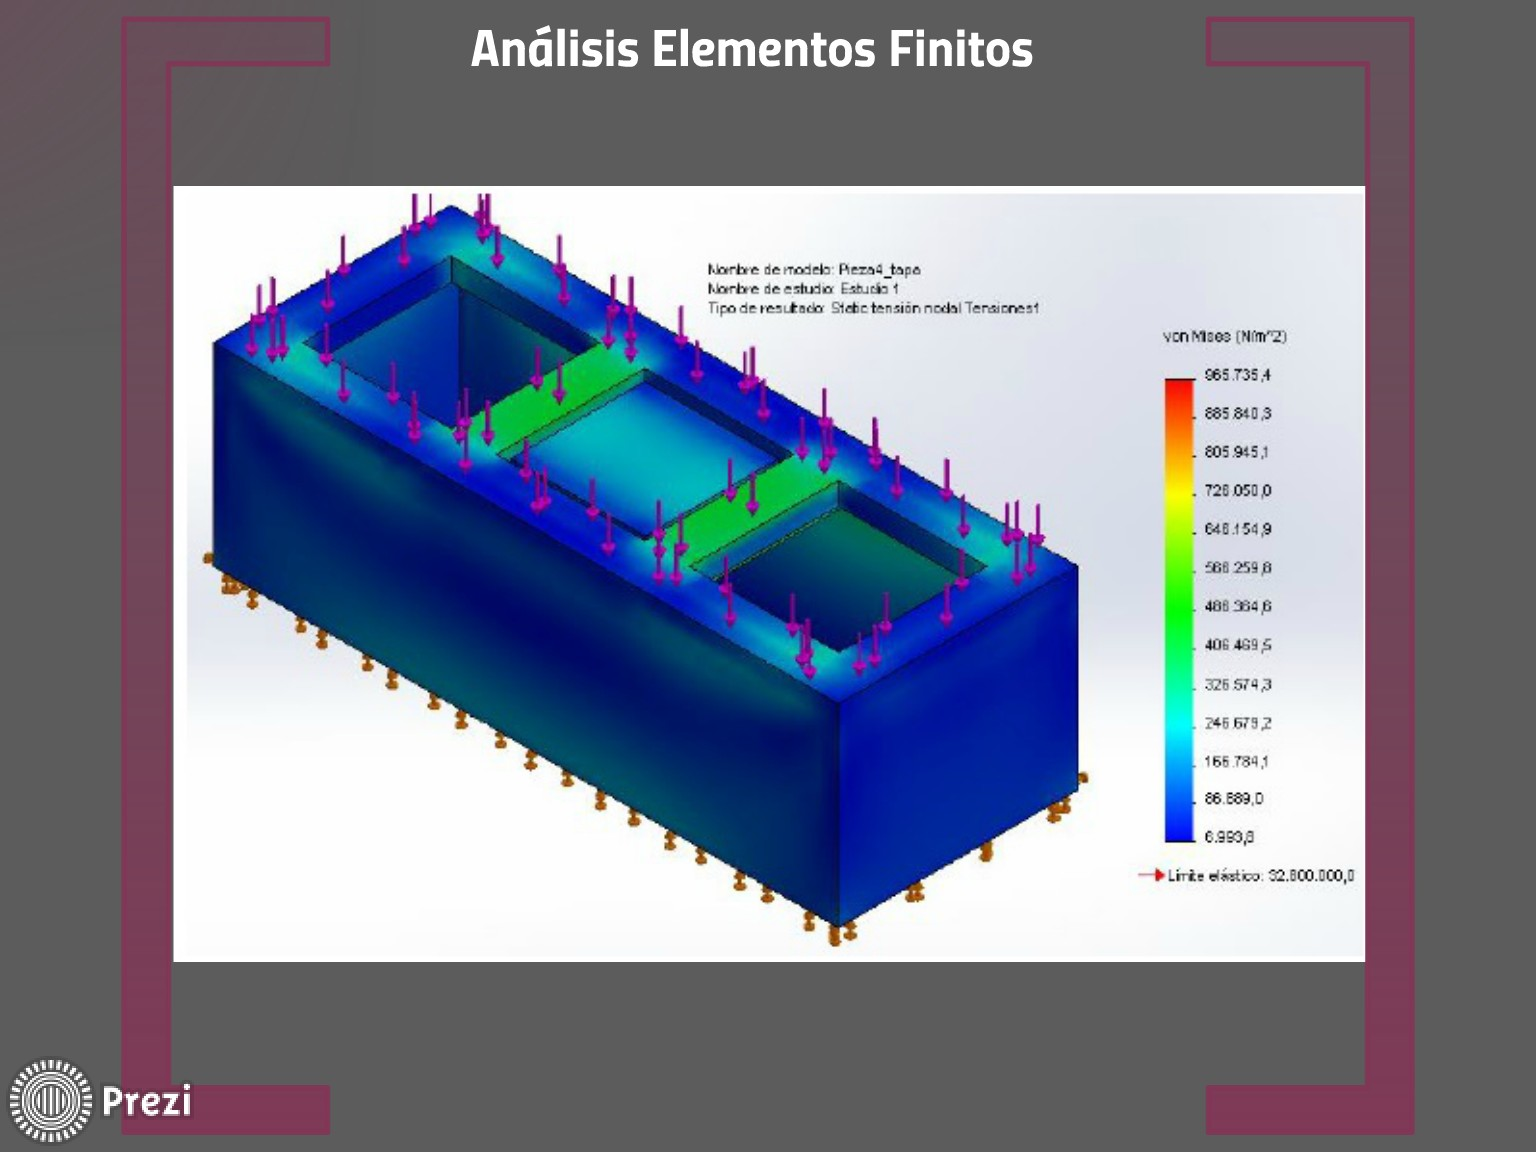 Análisis Elementos Finitos
Nombre de modelo: Pieza4_tapa
Nombre de estudio: Estudio 1
Tipo de resultado: Static tensión nodal Tensiones1
von Mises (N/m^2)
965.735,4
885.840,3
805.945,1
726.050,0
646.154,9
566.259,8
486.364,6
406.469,5
326.574,3
246.679,2
166.784,1
86.889,0
6.993,8
Límite elástico: 32.600.000,0
Prezi